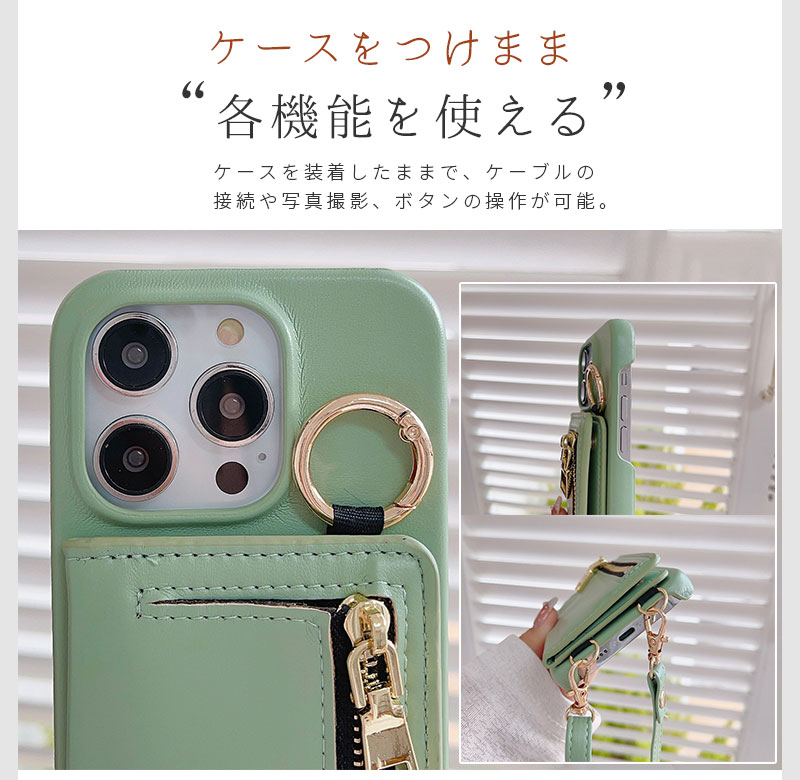 ケースをつけまま
“各機能を使える”
ケースを装着したままで、ケーブルの
接続や写真撮影、ボタンの操作が可能。